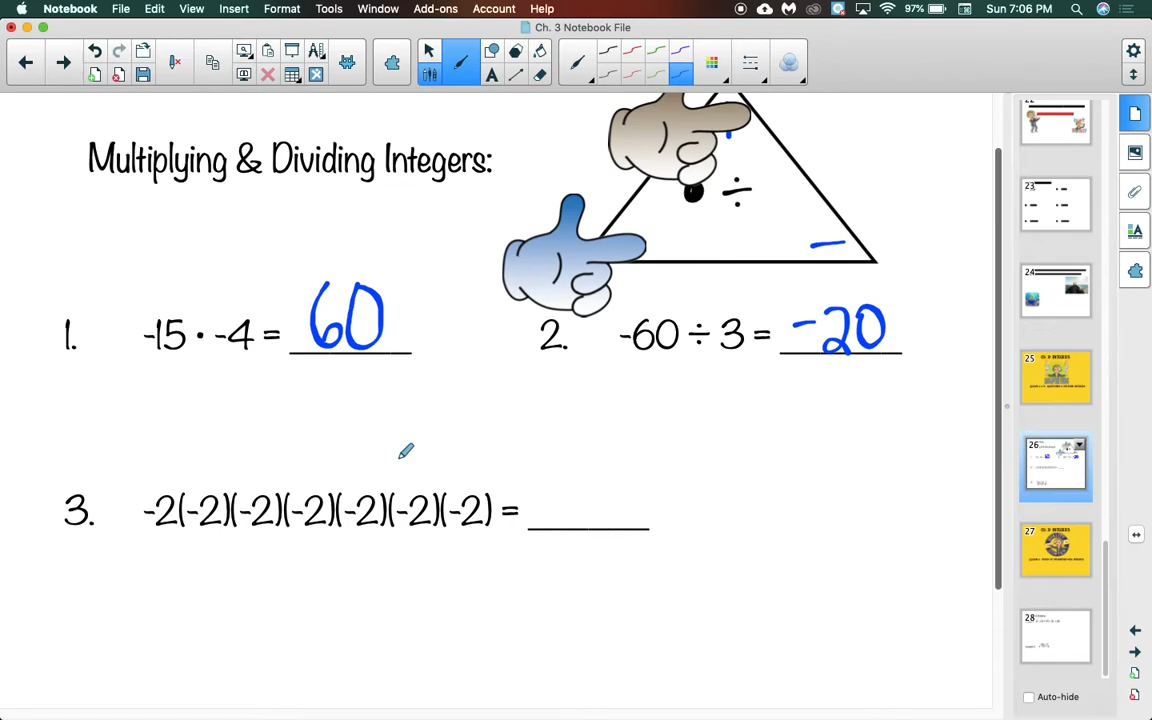 Notebook File Edit View Insert Format Tools Window Add-ons Account Help 97% Sun 7:06 PM
Ch. 3 Notebook File
Multiplying & Dividing Integers:
÷
−
1. -15 · -4 = 60
2. -60 ÷ 3 = -20
3. -2(-2)(-2)(-2)(-2)(-2)(-2) = _______
23
24
25
26
27
28
Auto-hide